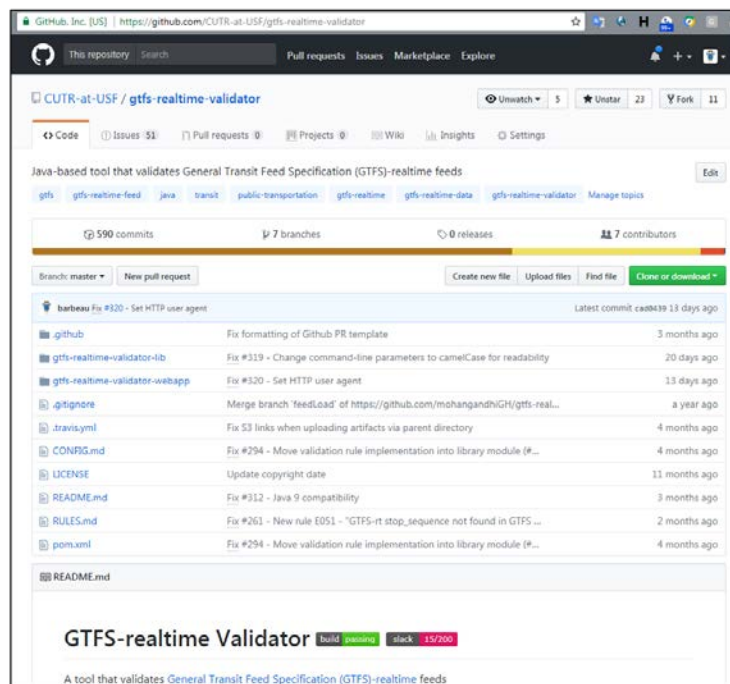 GitHub, Inc. [US] | https://github.com/CUTR-at-USF/gtfs-realtime-validator
This repository Search Pull requests Issues Marketplace Explore
CUTR-at-USF / gtfs-realtime-validator Unwatch 5 Unstar 23 Fork 11
Code Issues 51 Pull requests 0 Projects 0 Wiki Insights Settings
Java-based tool that validates General Transit Feed Specification (GTFS)-realtime feeds Edit
gtfs gtfs-realtime-feed java transit public-transportation gtfs-realtime gtfs-realtime-data gtfs-realtime-validator Manage topics
590 commits 7 branches 0 releases 7 contributors
Branch: master New pull request Create new file Upload files Find file Clone or download
barbeau Fix #320 - Set HTTP user agent Latest commit cad0439 13 days ago
.github Fix formatting of Github PR template 3 months ago
gtfs-realtime-validator-lib Fix #319 - Change command-line parameters to camelCase for readability 20 days ago
gtfs-realtime-validator-webapp Fix #320 - Set HTTP user agent 13 days ago
.gitignore Merge branch 'feedLoad' of https://github.com/mohangandhiGH/gtfs-real... a year ago
.travis.yml Fix S3 links when uploading artifacts via parent directory 4 months ago
CONFIG.md Fix #294 - Move validation rule implementation into library module (#... 4 months ago
LICENSE Update copyright date 11 months ago
README.md Fix #312 - Java 9 compatibility 3 months ago
RULES.md Fix #261 - New rule E051 - "GTFS-rt stop_sequence not found in GTFS ... 2 months ago
pom.xml Fix #294 - Move validation rule implementation into library module (#... 4 months ago
README.md
GTFS-realtime Validator build passing slack 15/200
A tool that validates General Transit Feed Specification (GTFS)-realtime feeds